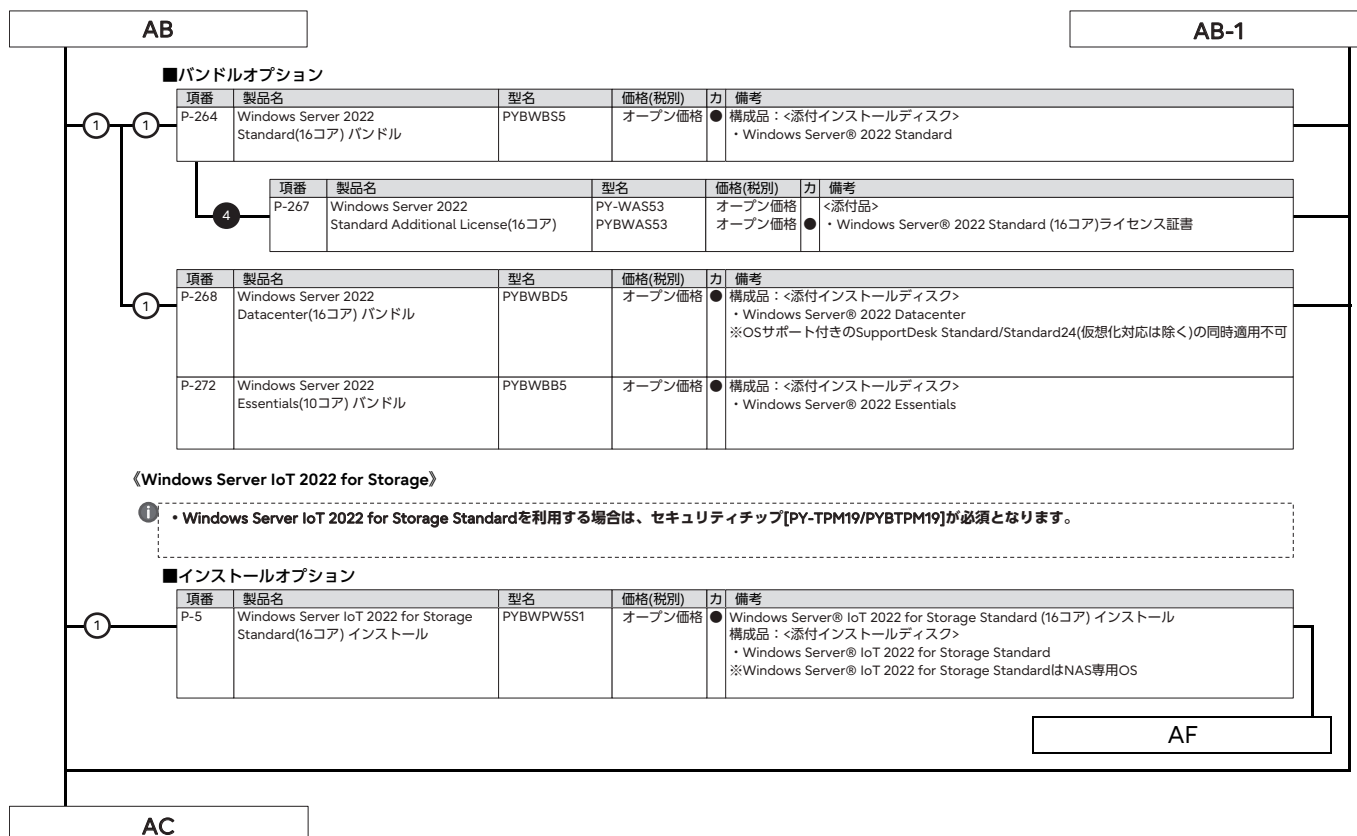 AB
AB-1
■バンドルオプション
項番 製品名 型名 価格(税別) カ 備考
1 1 P-264 Windows Server 2022 PYBWBS5 オープン価格 ● 構成品：<添付インストールディスク>
Standard(16コア) バンドル ・Windows Server® 2022 Standard
項番 製品名 型名 価格(税別) カ 備考
4 P-267 Windows Server 2022 PY-WAS53 オープン価格 <添付品>
Standard Additional License(16コア) PYBWAS53 オープン価格 ● ・Windows Server® 2022 Standard (16コア)ライセンス証書
項番 製品名 型名 価格(税別) カ 備考
1 P-268 Windows Server 2022 PYBWBD5 オープン価格 ● 構成品：<添付インストールディスク>
Datacenter(16コア) バンドル ・Windows Server® 2022 Datacenter
※OSサポート付きのSupportDesk Standard/Standard24(仮想化対応は除く)の同時適用不可
P-272 Windows Server 2022 PYBWBB5 オープン価格 ● 構成品：<添付インストールディスク>
Essentials(10コア) バンドル ・Windows Server® 2022 Essentials
《Windows Server IoT 2022 for Storage》
i ・Windows Server IoT 2022 for Storage Standardを利用する場合は、セキュリティチップ[PY-TPM19/PYBTPM19]が必須となります。
■インストールオプション
項番 製品名 型名 価格(税別) カ 備考
1 P-5 Windows Server IoT 2022 for Storage PYBWPW5S1 オープン価格 ● Windows Server® IoT 2022 for Storage Standard (16コア) インストール
Standard(16コア) インストール 構成品：<添付インストールディスク>
・Windows Server® IoT 2022 for Storage Standard
※Windows Server® IoT 2022 for Storage StandardはNAS専用OS
AF
AC